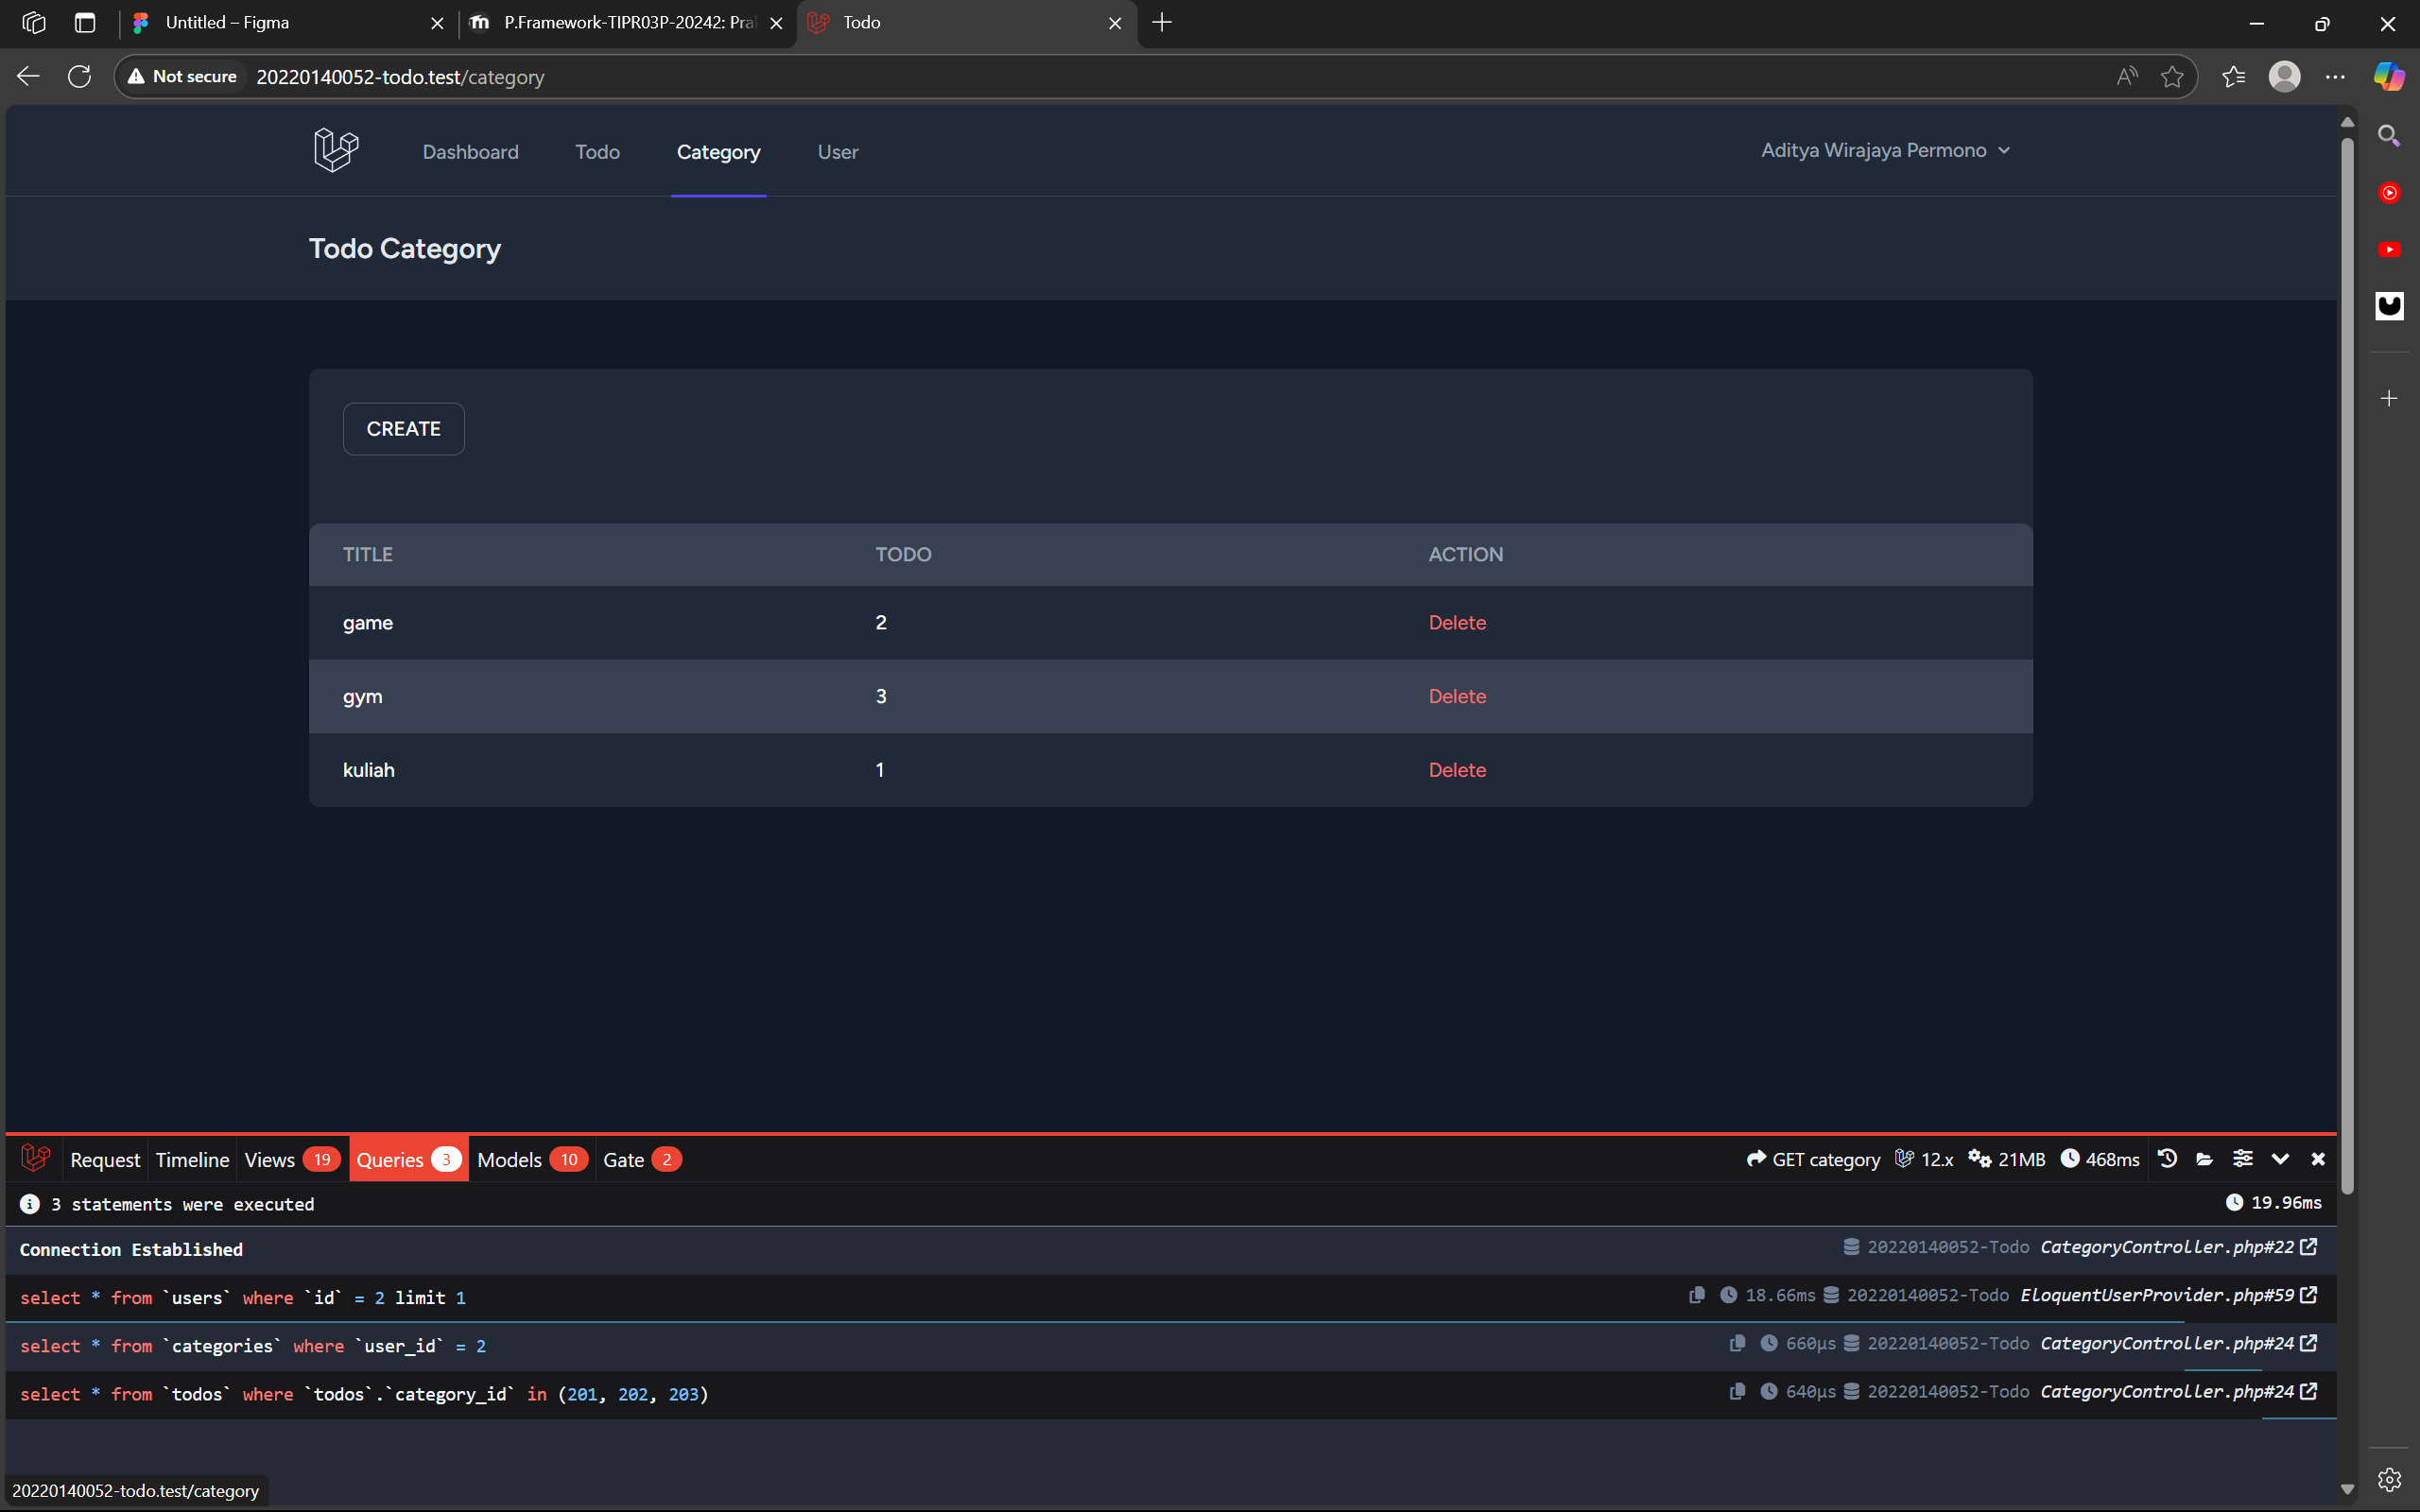 Untitled – Figma
P.Framework-TIPR03P-20242: Pra
Todo
Not secure 20220140052-todo.test/category
Dashboard Todo Category User Aditya Wirajaya Permono
Todo Category
CREATE
TITLE TODO ACTION
game 2 Delete
gym 3 Delete
kuliah 1 Delete
Request Timeline Views 19 Queries 3 Models 10 Gate 2 GET category 12.x 21MB 468ms
3 statements were executed 19.96ms
Connection Established 20220140052-Todo CategoryController.php#22
select * from `users` where `id` = 2 limit 1 18.66ms 20220140052-Todo EloquentUserProvider.php#59
select * from `categories` where `user_id` = 2 660μs 20220140052-Todo CategoryController.php#24
select * from `todos` where `todos`.`category_id` in (201, 202, 203) 640μs 20220140052-Todo CategoryController.php#24
20220140052-todo.test/category